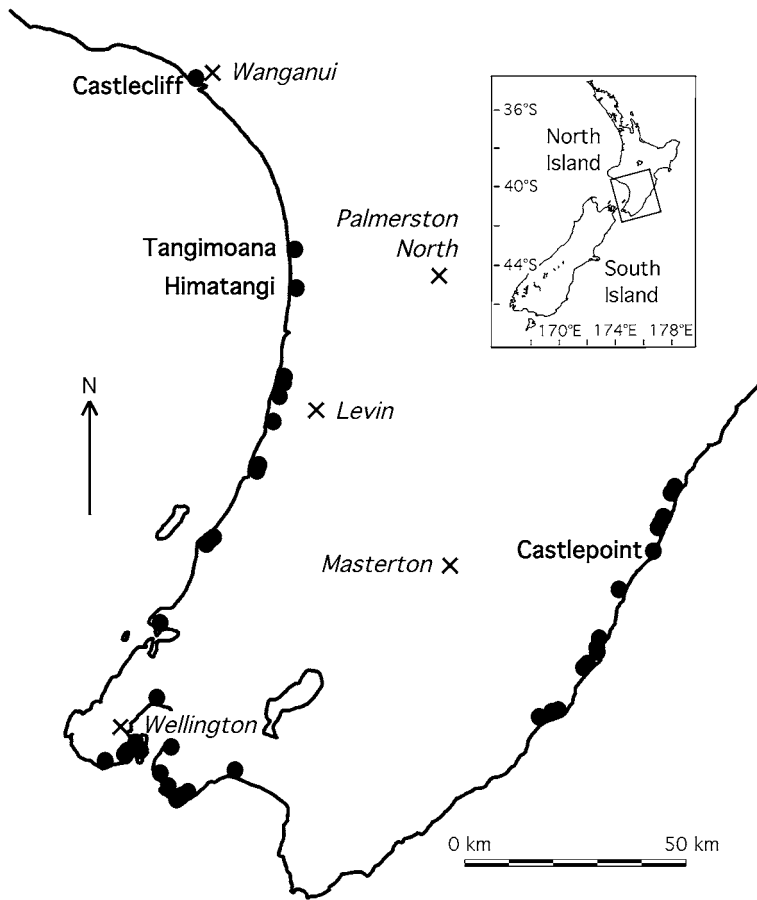 Castlecliff
Wanganui
36°S
North
Island
40°S
Palmerston
North
Tangimoana
44°S
South
Island
Himatangi
170°E 174°E 178°E
N
Levin
Castlepoint
Masterton
Wellington
0 km 50 km